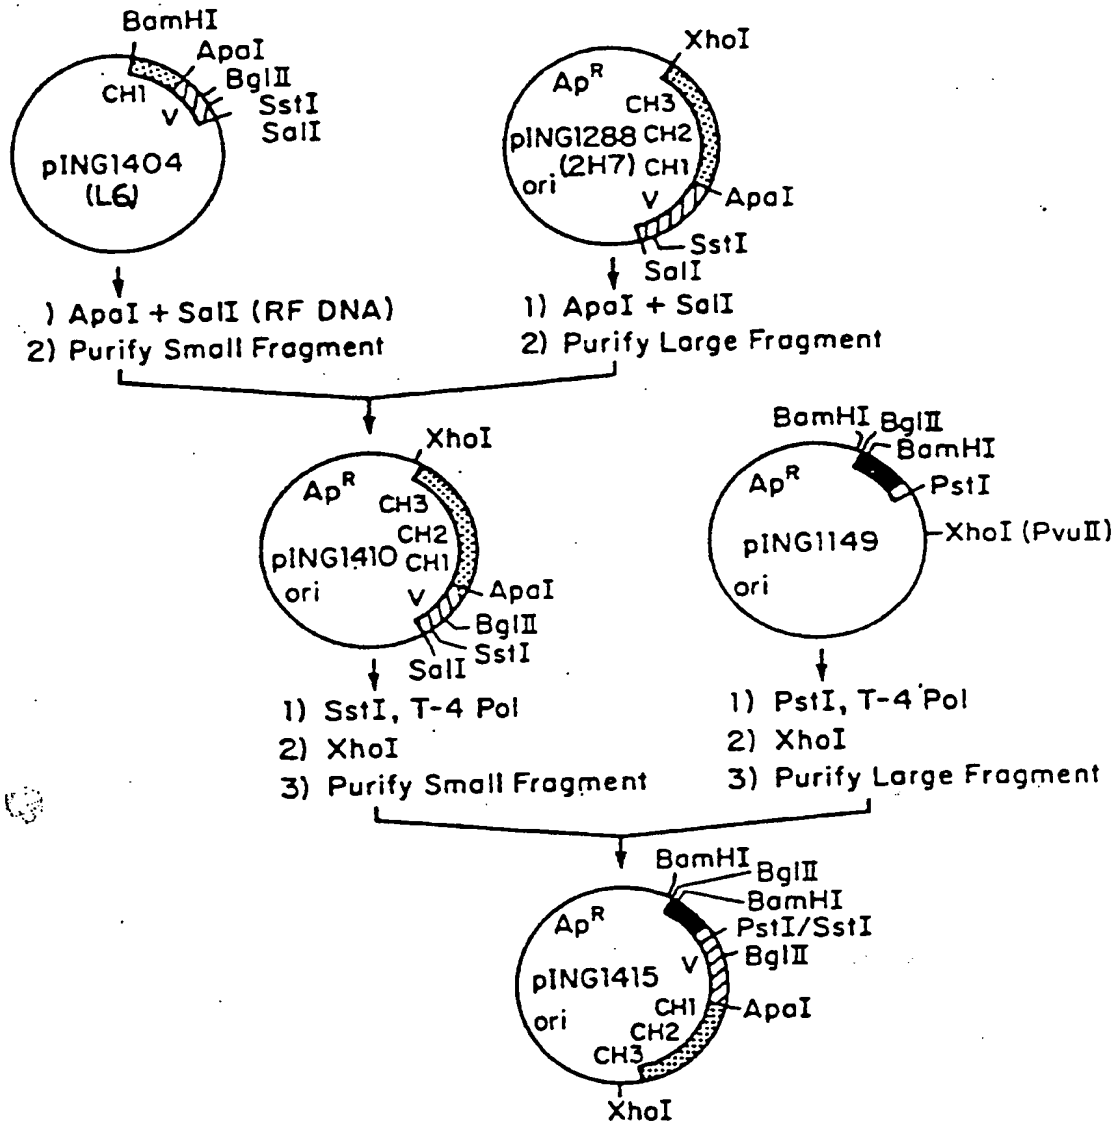 BamHI
ApaI
BglII
SstI
SalI
CH1
V
pING1404
(L6)
XhoI
Ap^R
CH3
pING1288 CH2
(2H7) CH1
ori
V
ApaI
SstI
SalI
) ApaI + SalI (RF DNA)
2) Purify Small Fragment
1) ApaI + SalI
2) Purify Large Fragment
XhoI
Ap^R
CH3
CH2
pING1410 CH1
ori
V
ApaI
BglII
SstI
SalI
BamHI
BglII
BamHI
Ap^R
PstI
XhoI (PvuII)
pING1149
ori
1) SstI, T-4 Pol
2) XhoI
3) Purify Small Fragment
1) PstI, T-4 Pol
2) XhoI
3) Purify Large Fragment
BamHI
BglII
BamHI
Ap^R
PstI/SstI
BglII
V
pING1415
ori
CH1
ApaI
CH2
CH3
XhoI